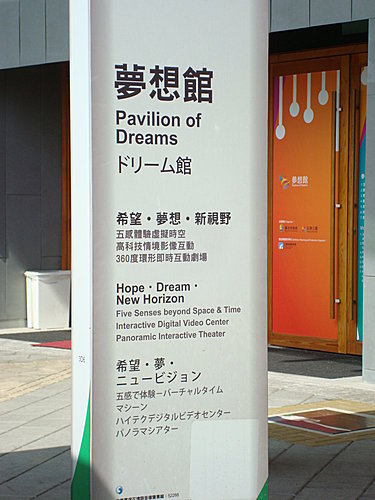 夢想館
Pavilion of
Dreams
ドリーム館
希望・夢想・新視野
五感體驗虛擬時空
高科技情境影像互動
360度環形即時互動劇場
Hope・Dream・
New Horizon
Five Senses beyond Space & Time
Interactive Digital Video Center
Panoramic Interactive Theater
希望・夢・
ニュービジョン
五感で体験ーバーチャルタイム
マシーン
ハイテクデジタルビデオセンター
パノラマシアター
夢想館